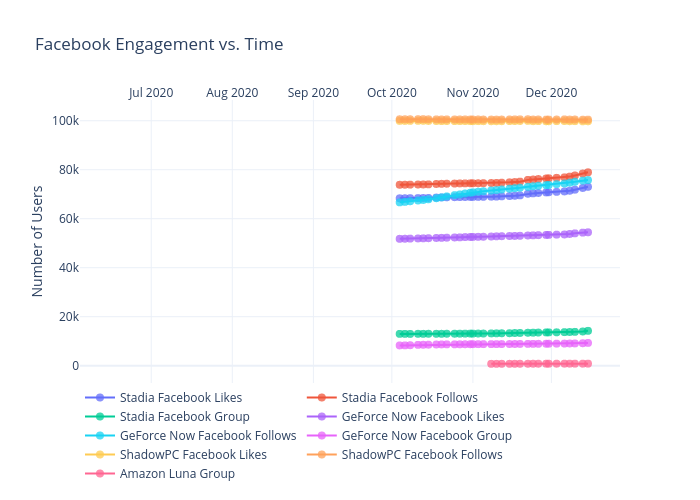 Facebook Engagement vs. Time
Jul 2020 Aug 2020 Sep 2020 Oct 2020 Nov 2020 Dec 2020
100k
80k
60k
40k
20k
0
Number of Users
Stadia Facebook Likes Stadia Facebook Follows
Stadia Facebook Group GeForce Now Facebook Likes
GeForce Now Facebook Follows GeForce Now Facebook Group
ShadowPC Facebook Likes ShadowPC Facebook Follows
Amazon Luna Group